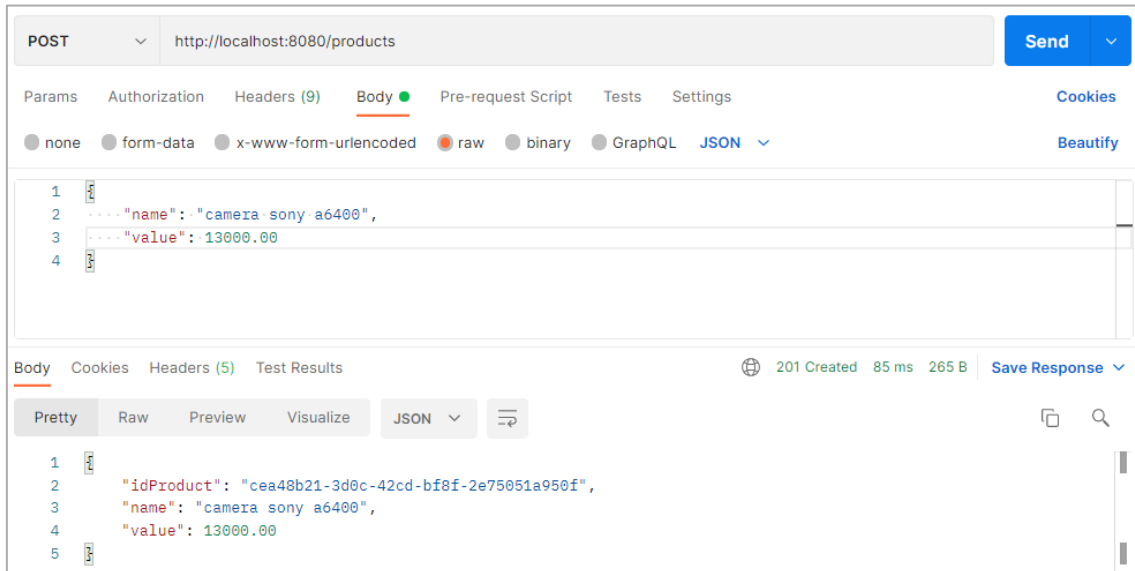 POST http://localhost:8080/products Send
Params Authorization Headers (9) Body Pre-request Script Tests Settings Cookies
none form-data x-www-form-urlencoded raw binary GraphQL JSON Beautify
1 {
2 "name": "camera sony a6400",
3 "value": 13000.00
4 }
Body Cookies Headers (5) Test Results 201 Created 85 ms 265 B Save Response
Pretty Raw Preview Visualize JSON
1 {
2 "idProduct": "cea48b21-3d0c-42cd-bf8f-2e75051a950f",
3 "name": "camera sony a6400",
4 "value": 13000.00
5 }